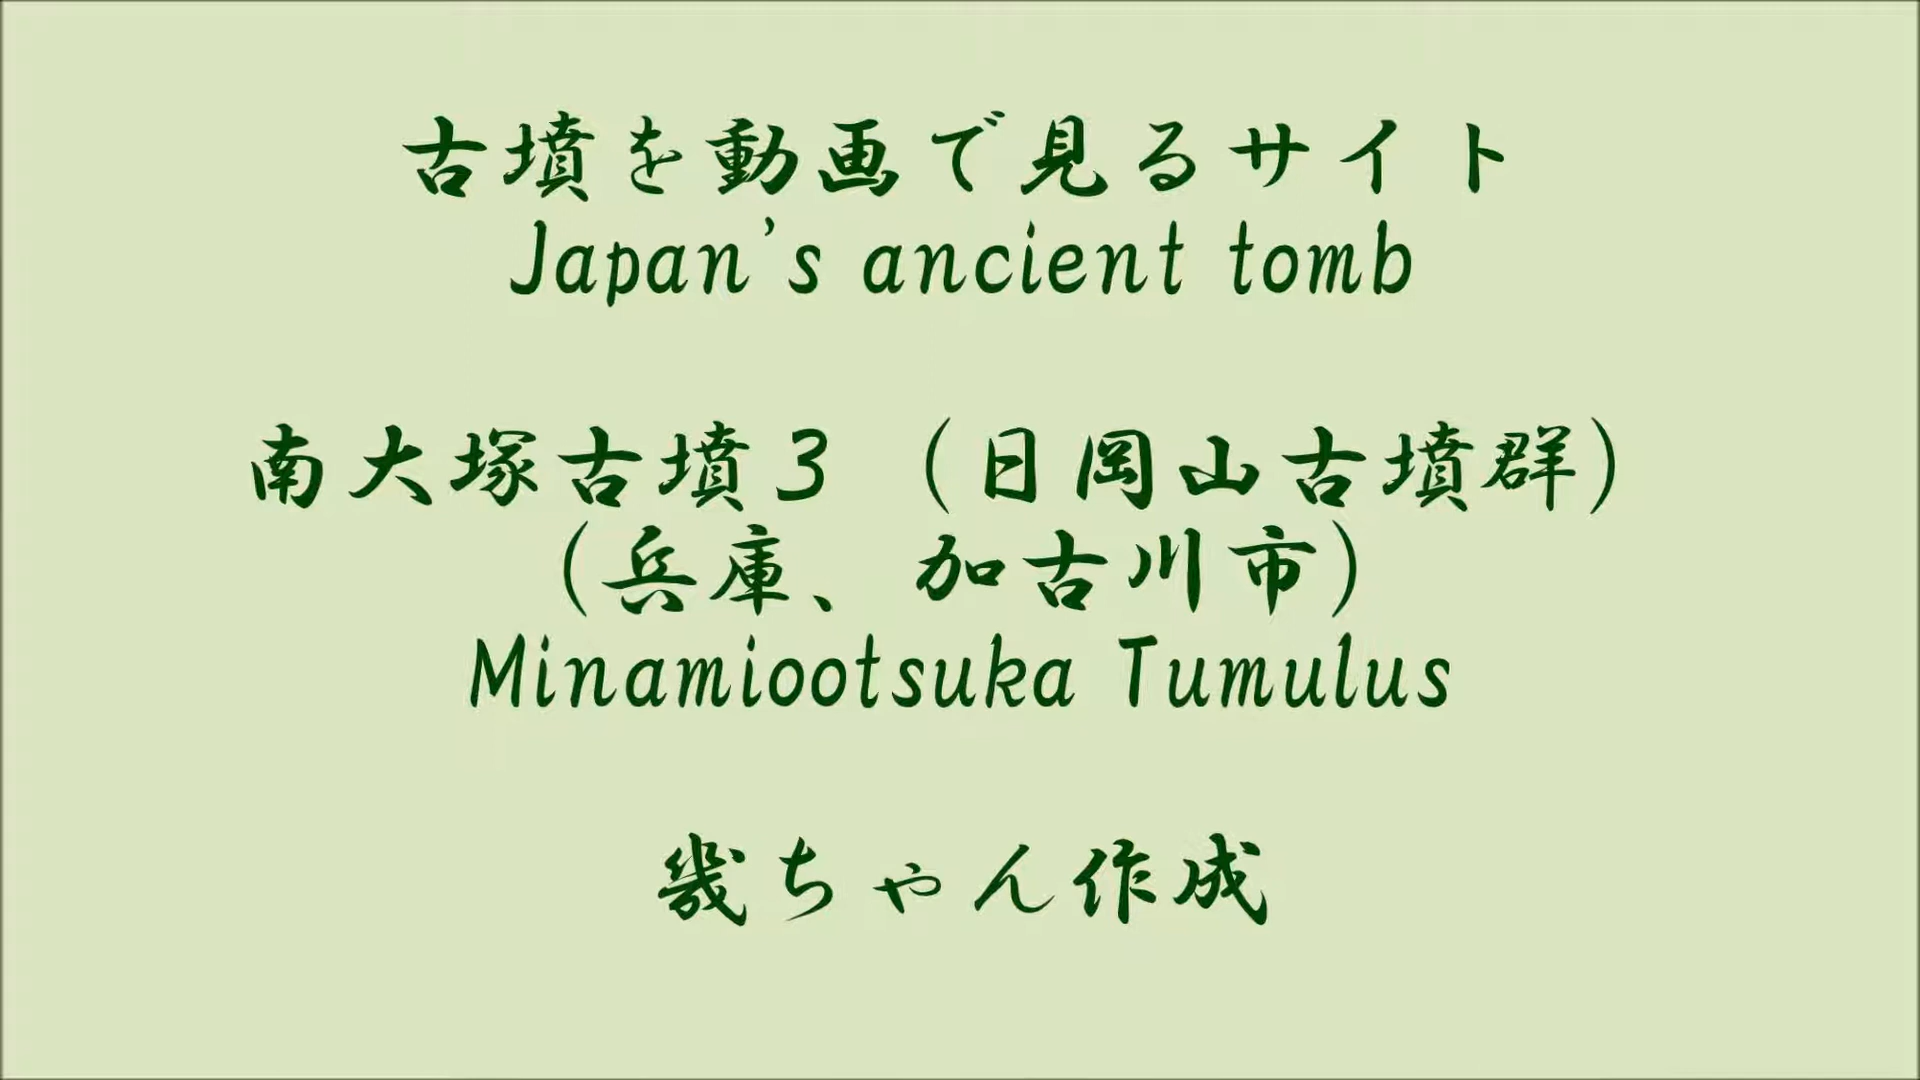 古墳を動画で見るサイト
Japan's ancient tomb
南大塚古墳３（日岡山古墳群）
（兵庫、加古川市）
Minamiootsuka Tumulus
幾ちゃん作成